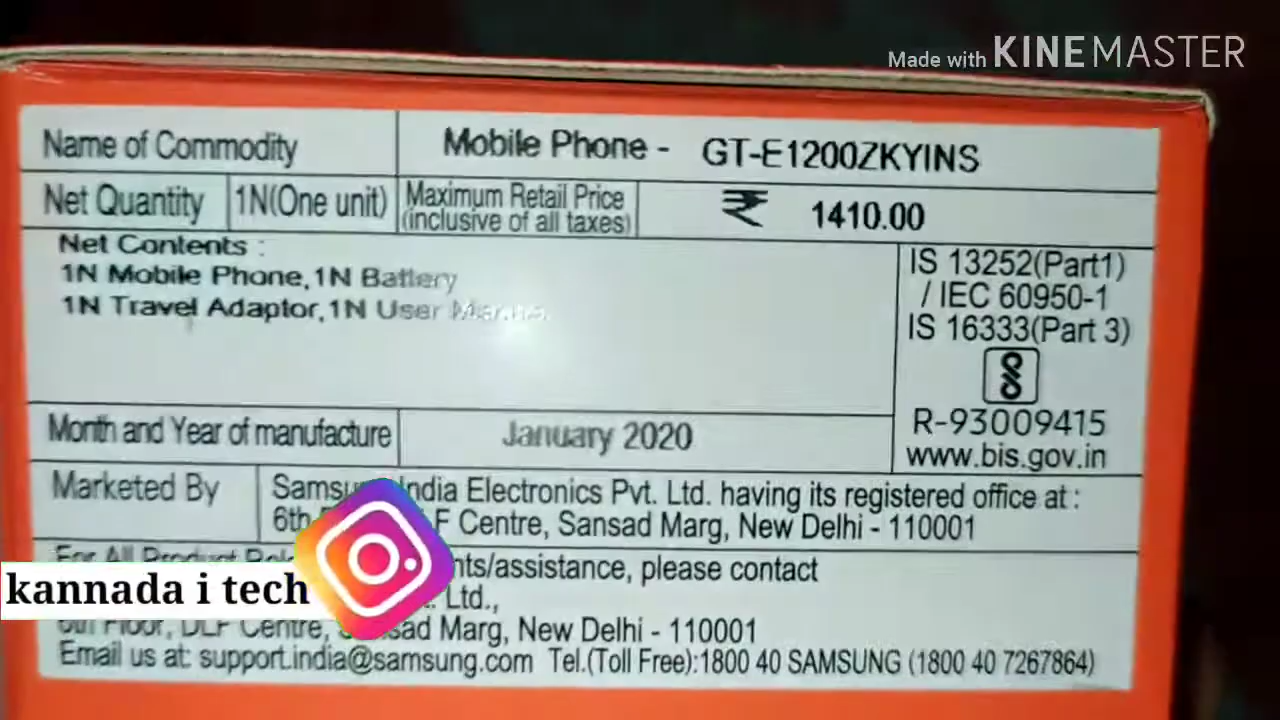 Made with KINEMASTER
Name of Commodity Mobile Phone - GT-E1200ZKYINS
Net Quantity 1N(One unit) Maximum Retail Price (inclusive of all taxes) ₹ 1410.00
Net Contents :
1N Mobile Phone,1N Battery
1N Travel Adaptor,1N User
IS 13252(Part1)
/ IEC 60950-1
IS 16333(Part 3)
R-93009415
www.bis.gov.in
Month and Year of manufacture January 2020
Marketed By
India Electronics Pvt. Ltd. having its registered office at :
6th F Centre, Sansad Marg, New Delhi - 110001
For All Product please contact
kannada i tech
Ltd.,
6th Floor, DLF Centre, Marg, New Delhi - 110001
Email us at: support.india@samsung.com Tel.(Toll Free):1800 40 SAMSUNG (1800 40 7267864)